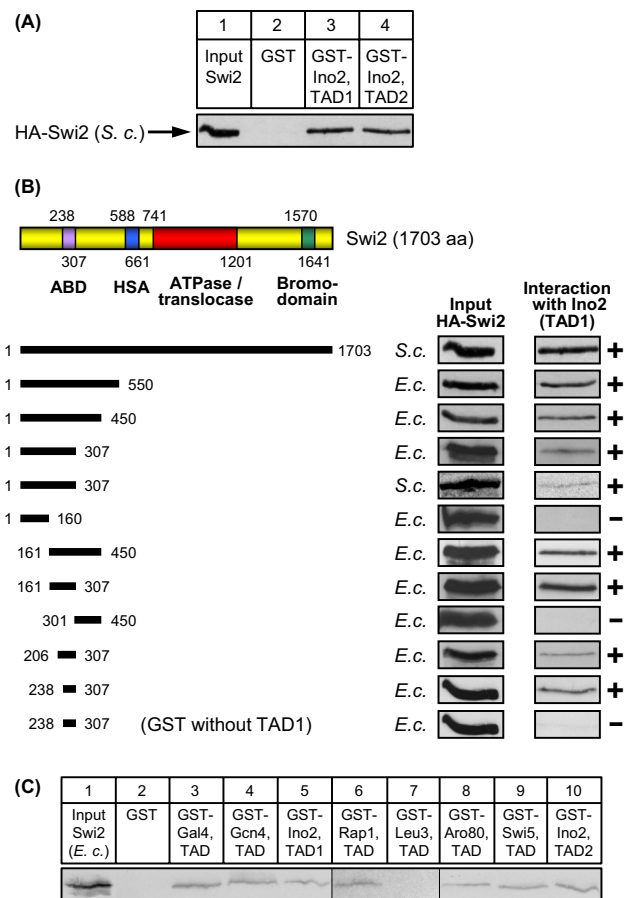 (A)
1 2 3 4
Input Swi2 GST GST-Ino2, TAD1 GST-Ino2, TAD2
HA-Swi2 (S. c.)
(B)
238 588 741 1570
Swi2 (1703 aa)
307 661 1201 1641
ABD HSA ATPase / translocase Bromo-domain
Input HA-Swi2 Interaction with Ino2 (TAD1)
1 1703 S.c. +
1 550 E.c. +
1 450 E.c. +
1 307 E.c. +
1 307 S.c. +
1 160 E.c. –
161 450 E.c. +
161 307 E.c. +
301 450 E.c. –
206 307 E.c. +
238 307 E.c. +
238 307 (GST without TAD1) E.c. –
(C)
1 2 3 4 5 6 7 8 9 10
Input Swi2 (E. c.) GST GST-Gal4, TAD GST-Gcn4, TAD GST-Ino2, TAD1 GST-Rap1, TAD GST-Leu3, TAD GST-Aro80, TAD GST-Swi5, TAD GST-Ino2, TAD2